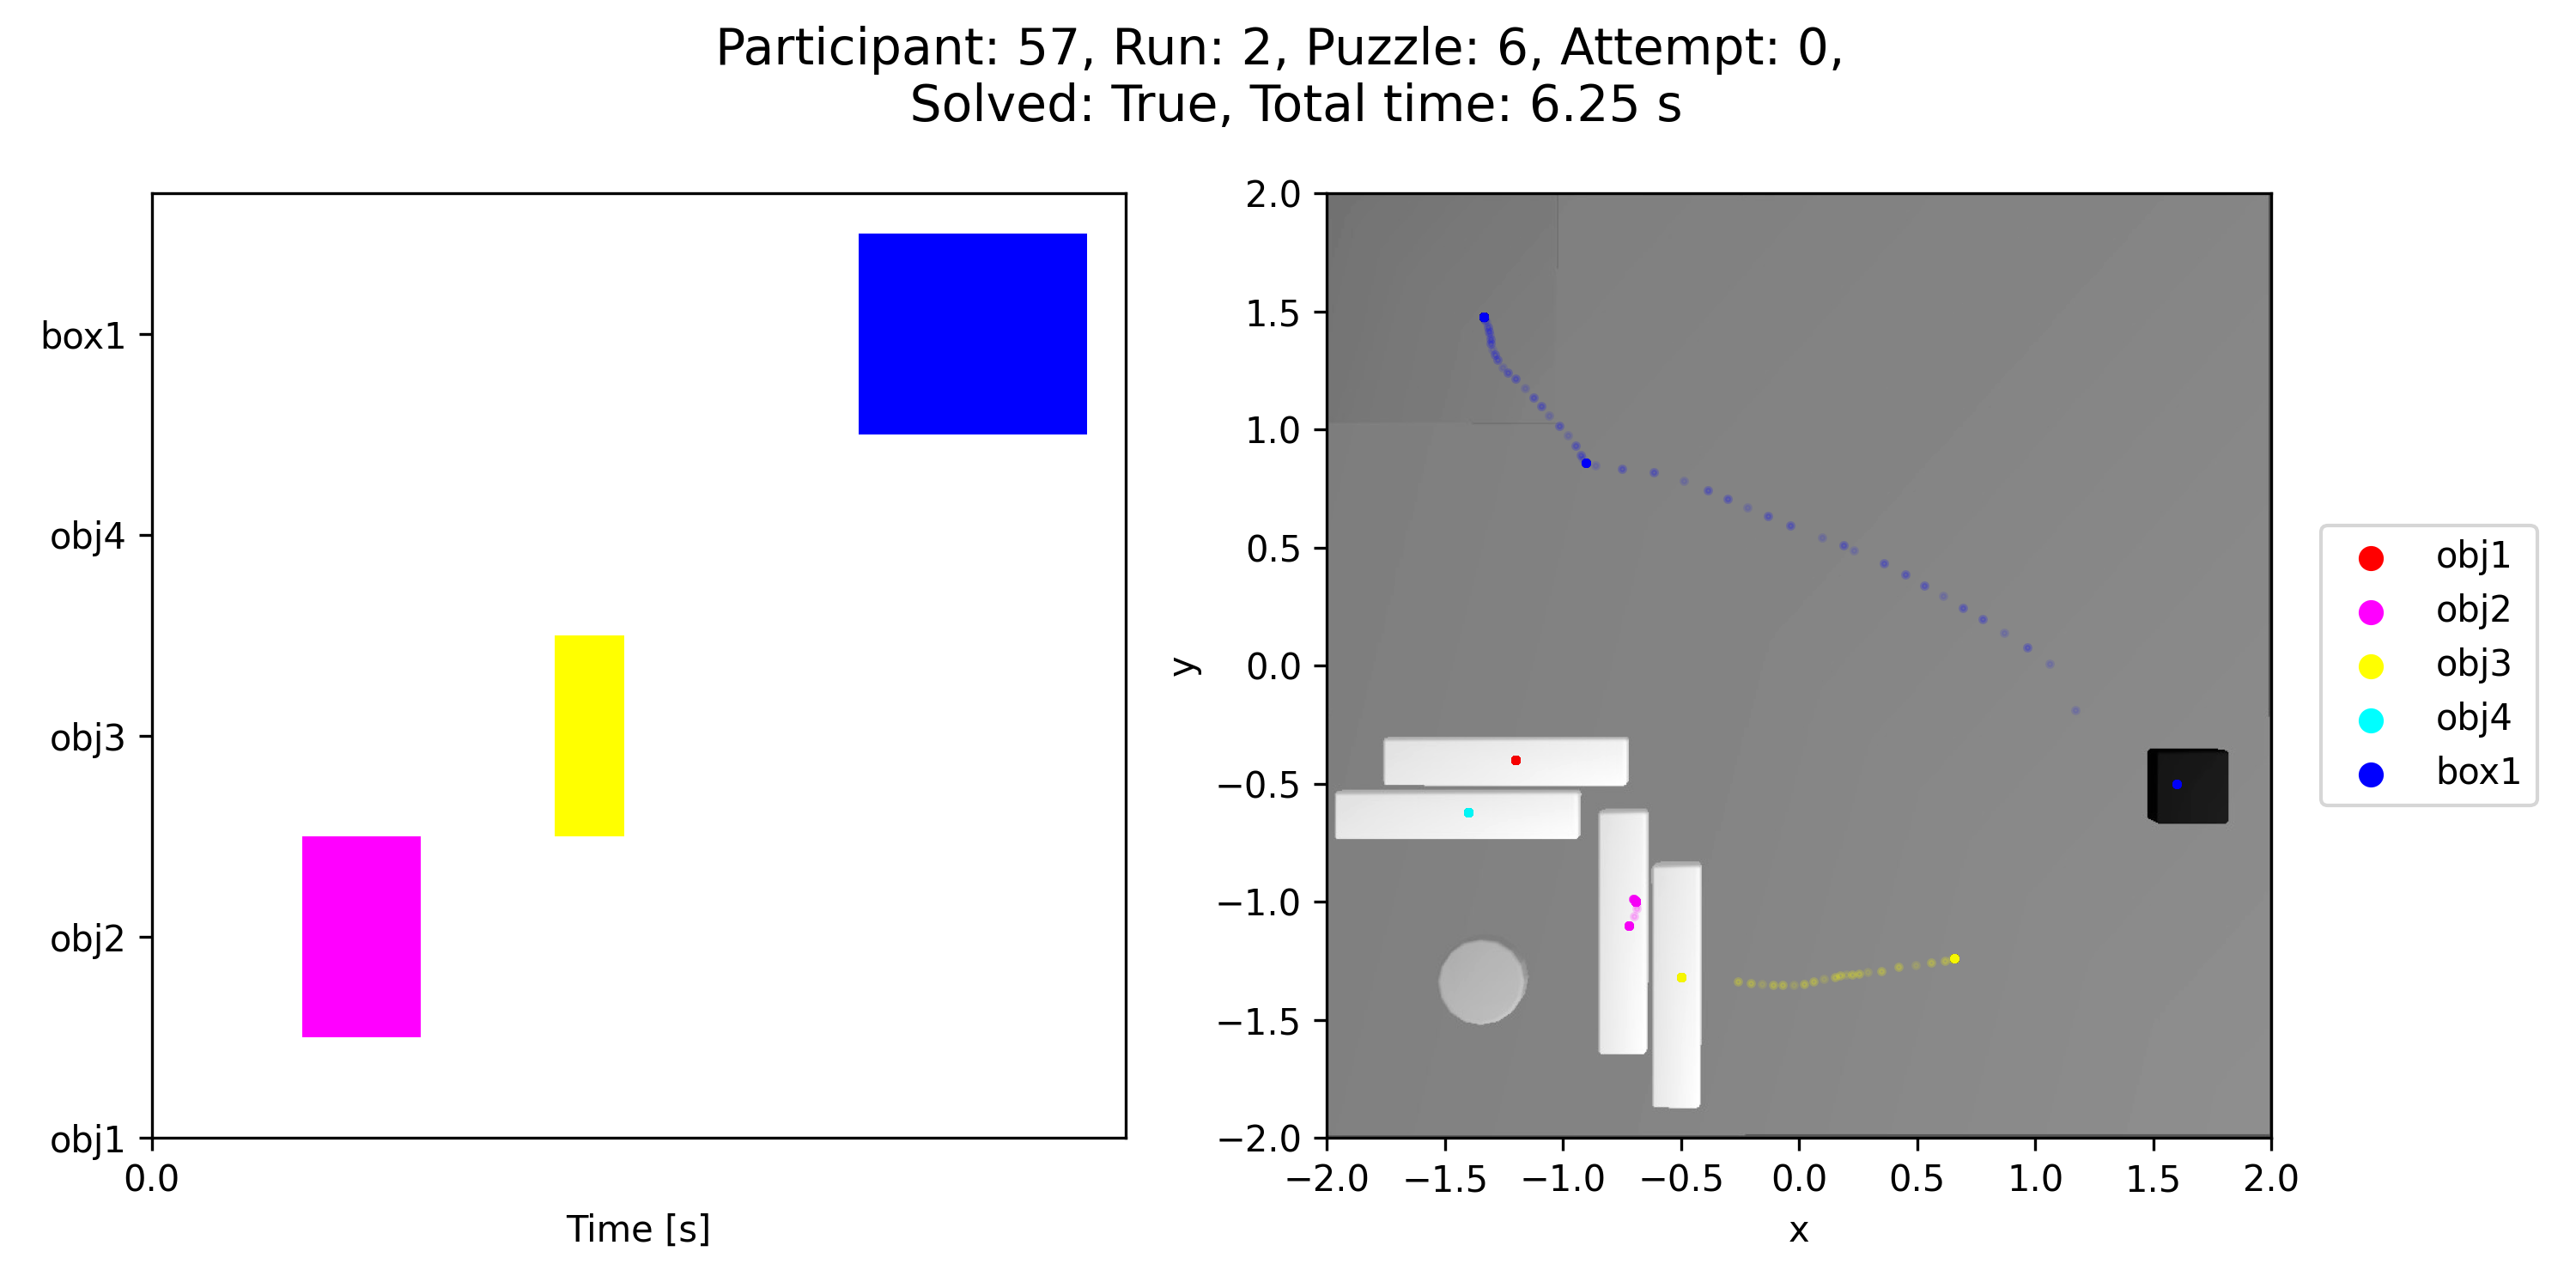 Participant: 57, Run: 2, Puzzle: 6, Attempt: 0,
Solved: True, Total time: 6.25 s
box1
obj4
obj3
obj2
obj1
0.0
Time [s]
2.0
1.5
1.0
0.5
0.0
−0.5
−1.0
−1.5
−2.0
y
−2.0 −1.5 −1.0 −0.5 0.0 0.5 1.0 1.5 2.0
x
obj1
obj2
obj3
obj4
box1